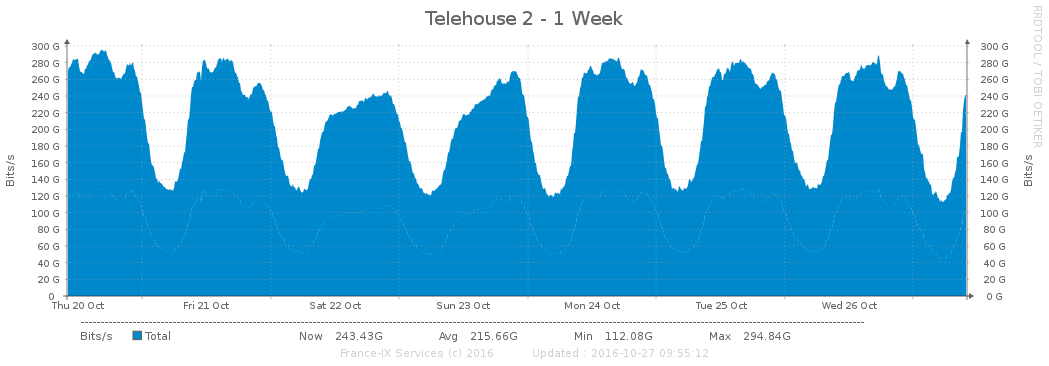 Telehouse 2 - 1 Week
RRDTOOL / TOBI OETIKER
Bits/s
300 G
280 G
260 G
240 G
220 G
200 G
180 G
160 G
140 G
120 G
100 G
80 G
60 G
40 G
20 G
0
300 G
280 G
260 G
240 G
220 G
200 G
180 G
160 G
140 G
120 G
100 G
80 G
60 G
40 G
20 G
0 G
Bits/s
Thu 20 Oct Fri 21 Oct Sat 22 Oct Sun 23 Oct Mon 24 Oct Tue 25 Oct Wed 26 Oct
Bits/s Total Now 243.43G Avg 215.66G Min 112.08G Max 294.84G
France-IX Services (c) 2016 Updated : 2016-10-27 09:55:12